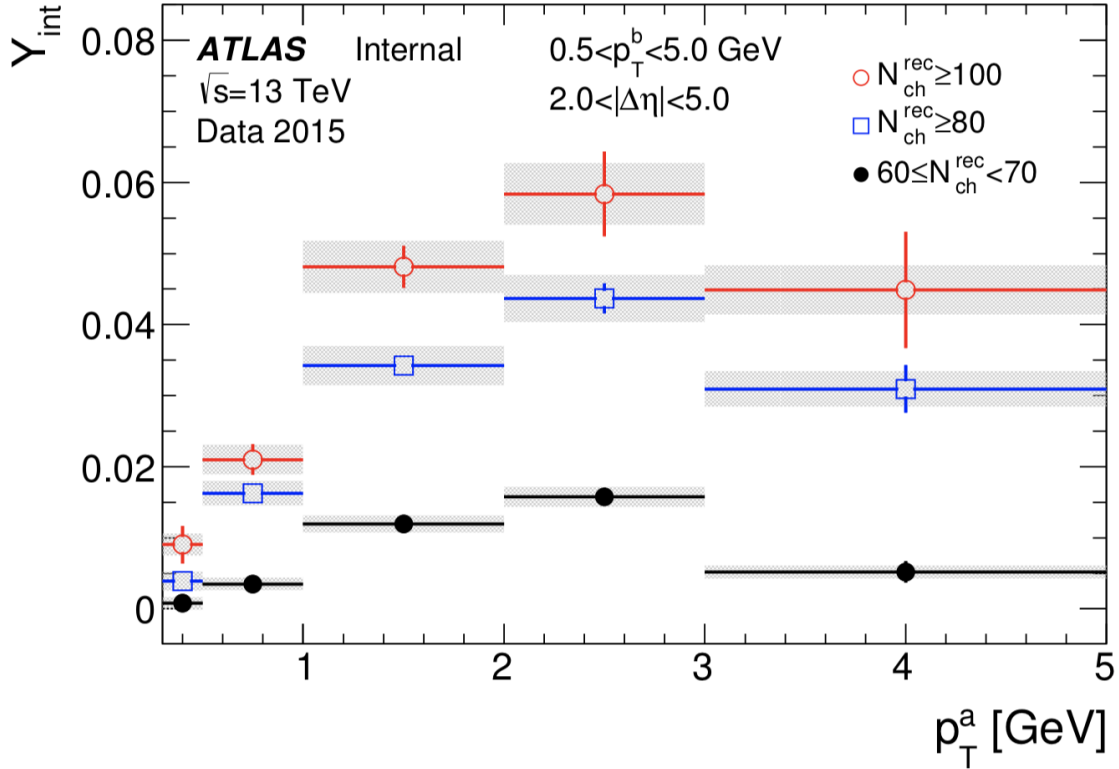 Y_int
0.08
0.06
0.04
0.02
0
ATLAS Internal
√s=13 TeV
Data 2015
0.5<p_T^b<5.0 GeV
2.0<|Δη|<5.0
N_ch^rec≥100
N_ch^rec≥80
60≤N_ch^rec<70
1 2 3 4 5
p_T^a [GeV]